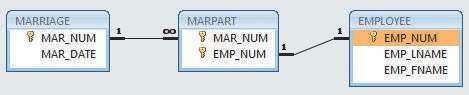 MARRIAGE
MAR_NUM
MAR_DATE
1
∞
MARPART
MAR_NUM
EMP_NUM
1
1
EMPLOYEE
EMP_NUM
EMP_LNAME
EMP_FNAME